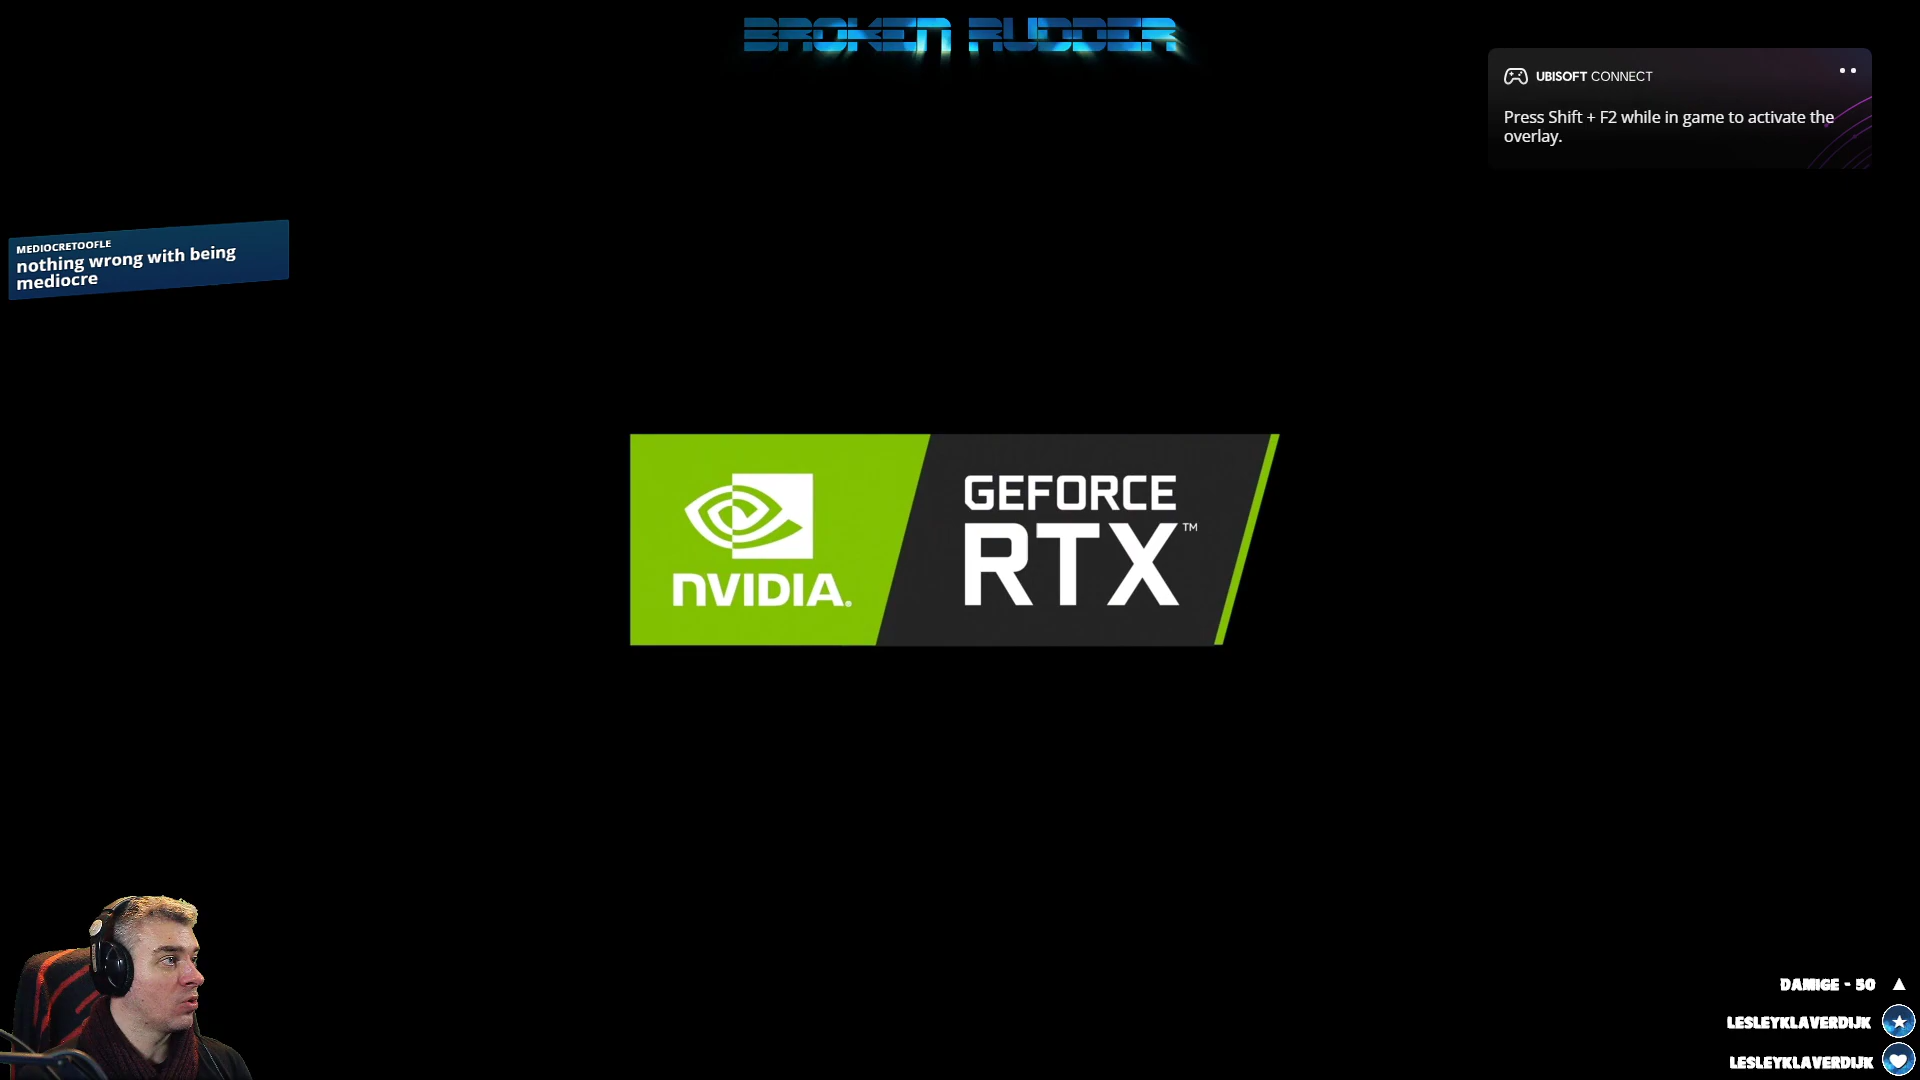 BROKEN RUDDER
UBISOFT CONNECT
Press Shift + F2 while in game to activate the
overlay.
MEDIOCRETOOFLE
nothing wrong with being
mediocre
NVIDIA.
GEFORCE
RTX™
DAMIGE - 50
LESLEYKLAVERDIJK
LESLEYKLAVERDIJK